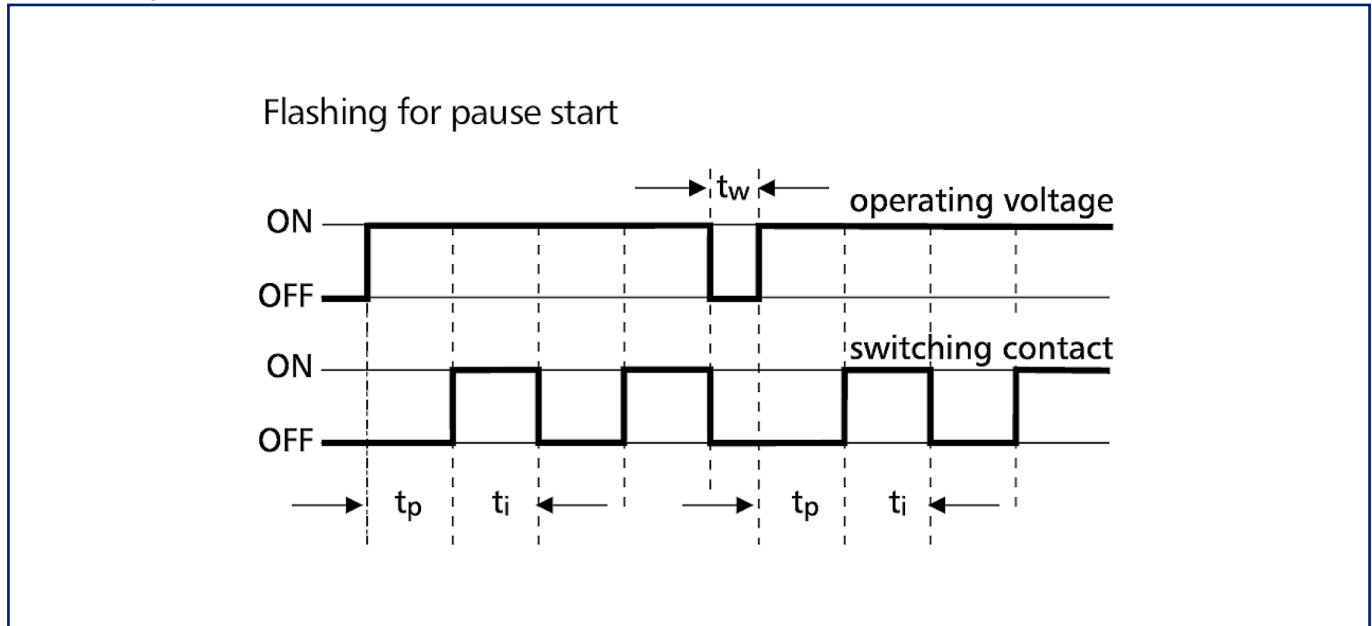 Flashing for pause start
tw
operating voltage
ON
OFF
switching contact
ON
OFF
tp ti tp ti